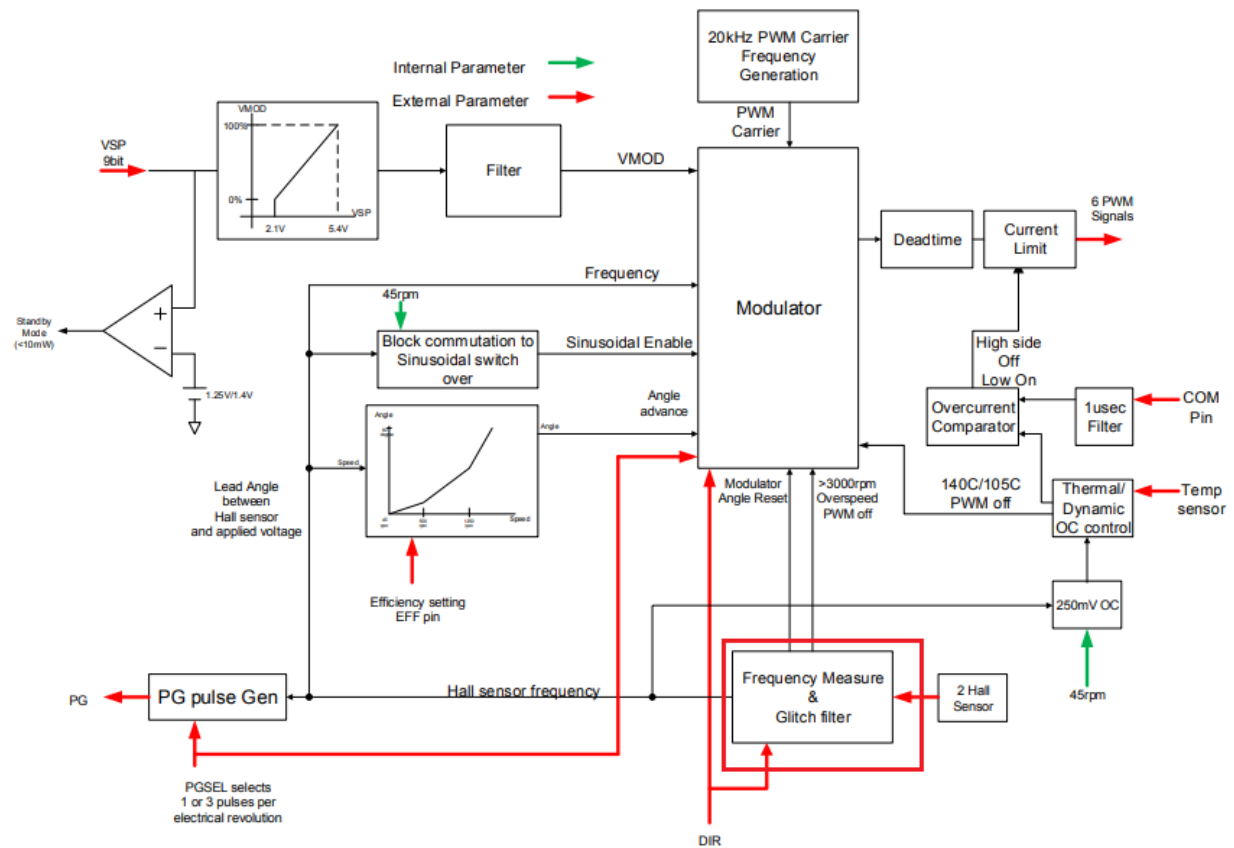 20kHz PWM Carrier
Frequency
Generation
Internal Parameter
External Parameter
PWM
Carrier
VMOD
100%
0%
VSP
2.1V
5.4V
VSP
9bit
Filter
VMOD
6 PWM
Signals
Deadtime
Current
Limit
Modulator
Frequency
45rpm
Block commutation to
Sinusoidal switch
over
Sinusoidal Enable
Standby
Mode
(<10mW)
+
−
1.25V/1.4V
High side
Off
Low On
Overcurrent
Comparator
1usec
Filter
COM
Pin
Angle
advance
Angle
Angle
Speed
Speed
Lead Angle
between
Hall sensor
and applied voltage
Modulator
Angle Reset
>3000rpm
Overspeed
PWM off
140C/105C
PWM off
Thermal/
Dynamic
OC control
Temp
sensor
Efficiency setting
EFF pin
250mV OC
45rpm
PG
PG pulse Gen
Hall sensor frequency
Frequency Measure
&
Glitch filter
2 Hall
Sensor
PGSEL selects
1 or 3 pulses per
electrical revolution
DIR